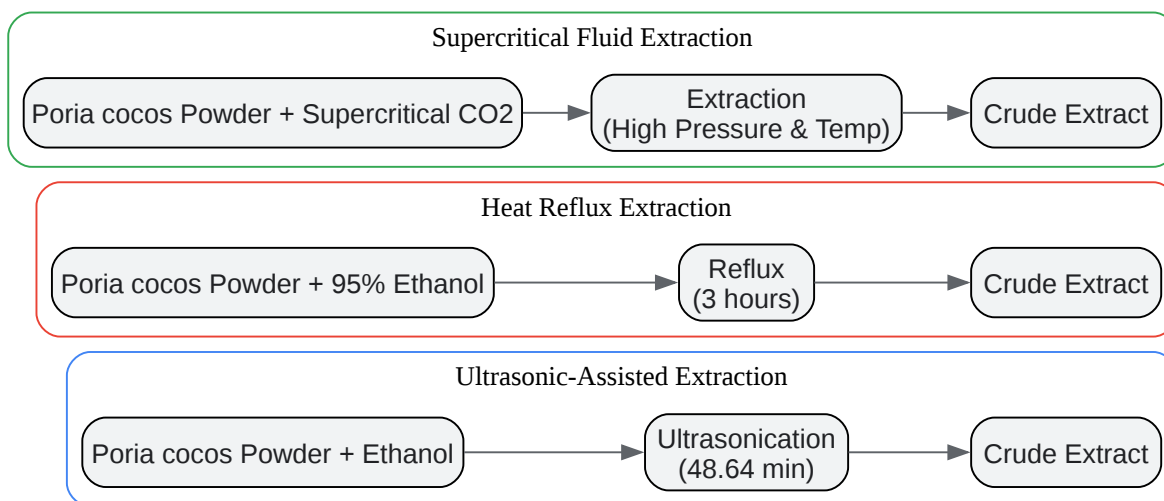 Supercritical Fluid Extraction
Poria cocos Powder + Supercritical CO2
Extraction
(High Pressure & Temp)
Crude Extract
Heat Reflux Extraction
Poria cocos Powder + 95% Ethanol
Reflux
(3 hours)
Crude Extract
Ultrasonic-Assisted Extraction
Poria cocos Powder + Ethanol
Ultrasonication
(48.64 min)
Crude Extract